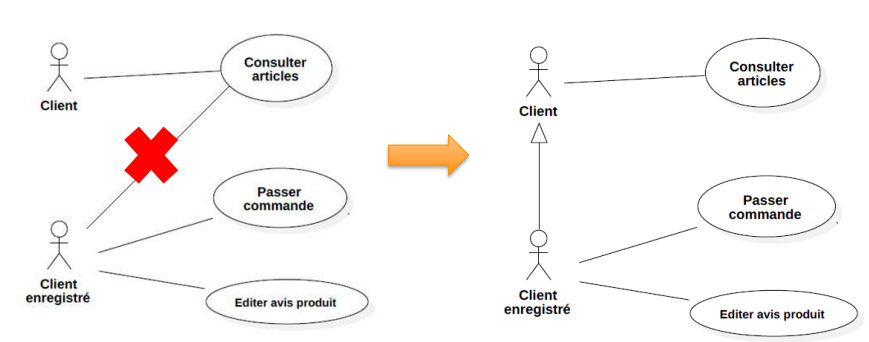 Consulter
articles
Client
Passer
commande
Client
enregistré
Editer avis produit
Consulter
articles
Client
Passer
commande
Client
enregistré
Editer avis produit